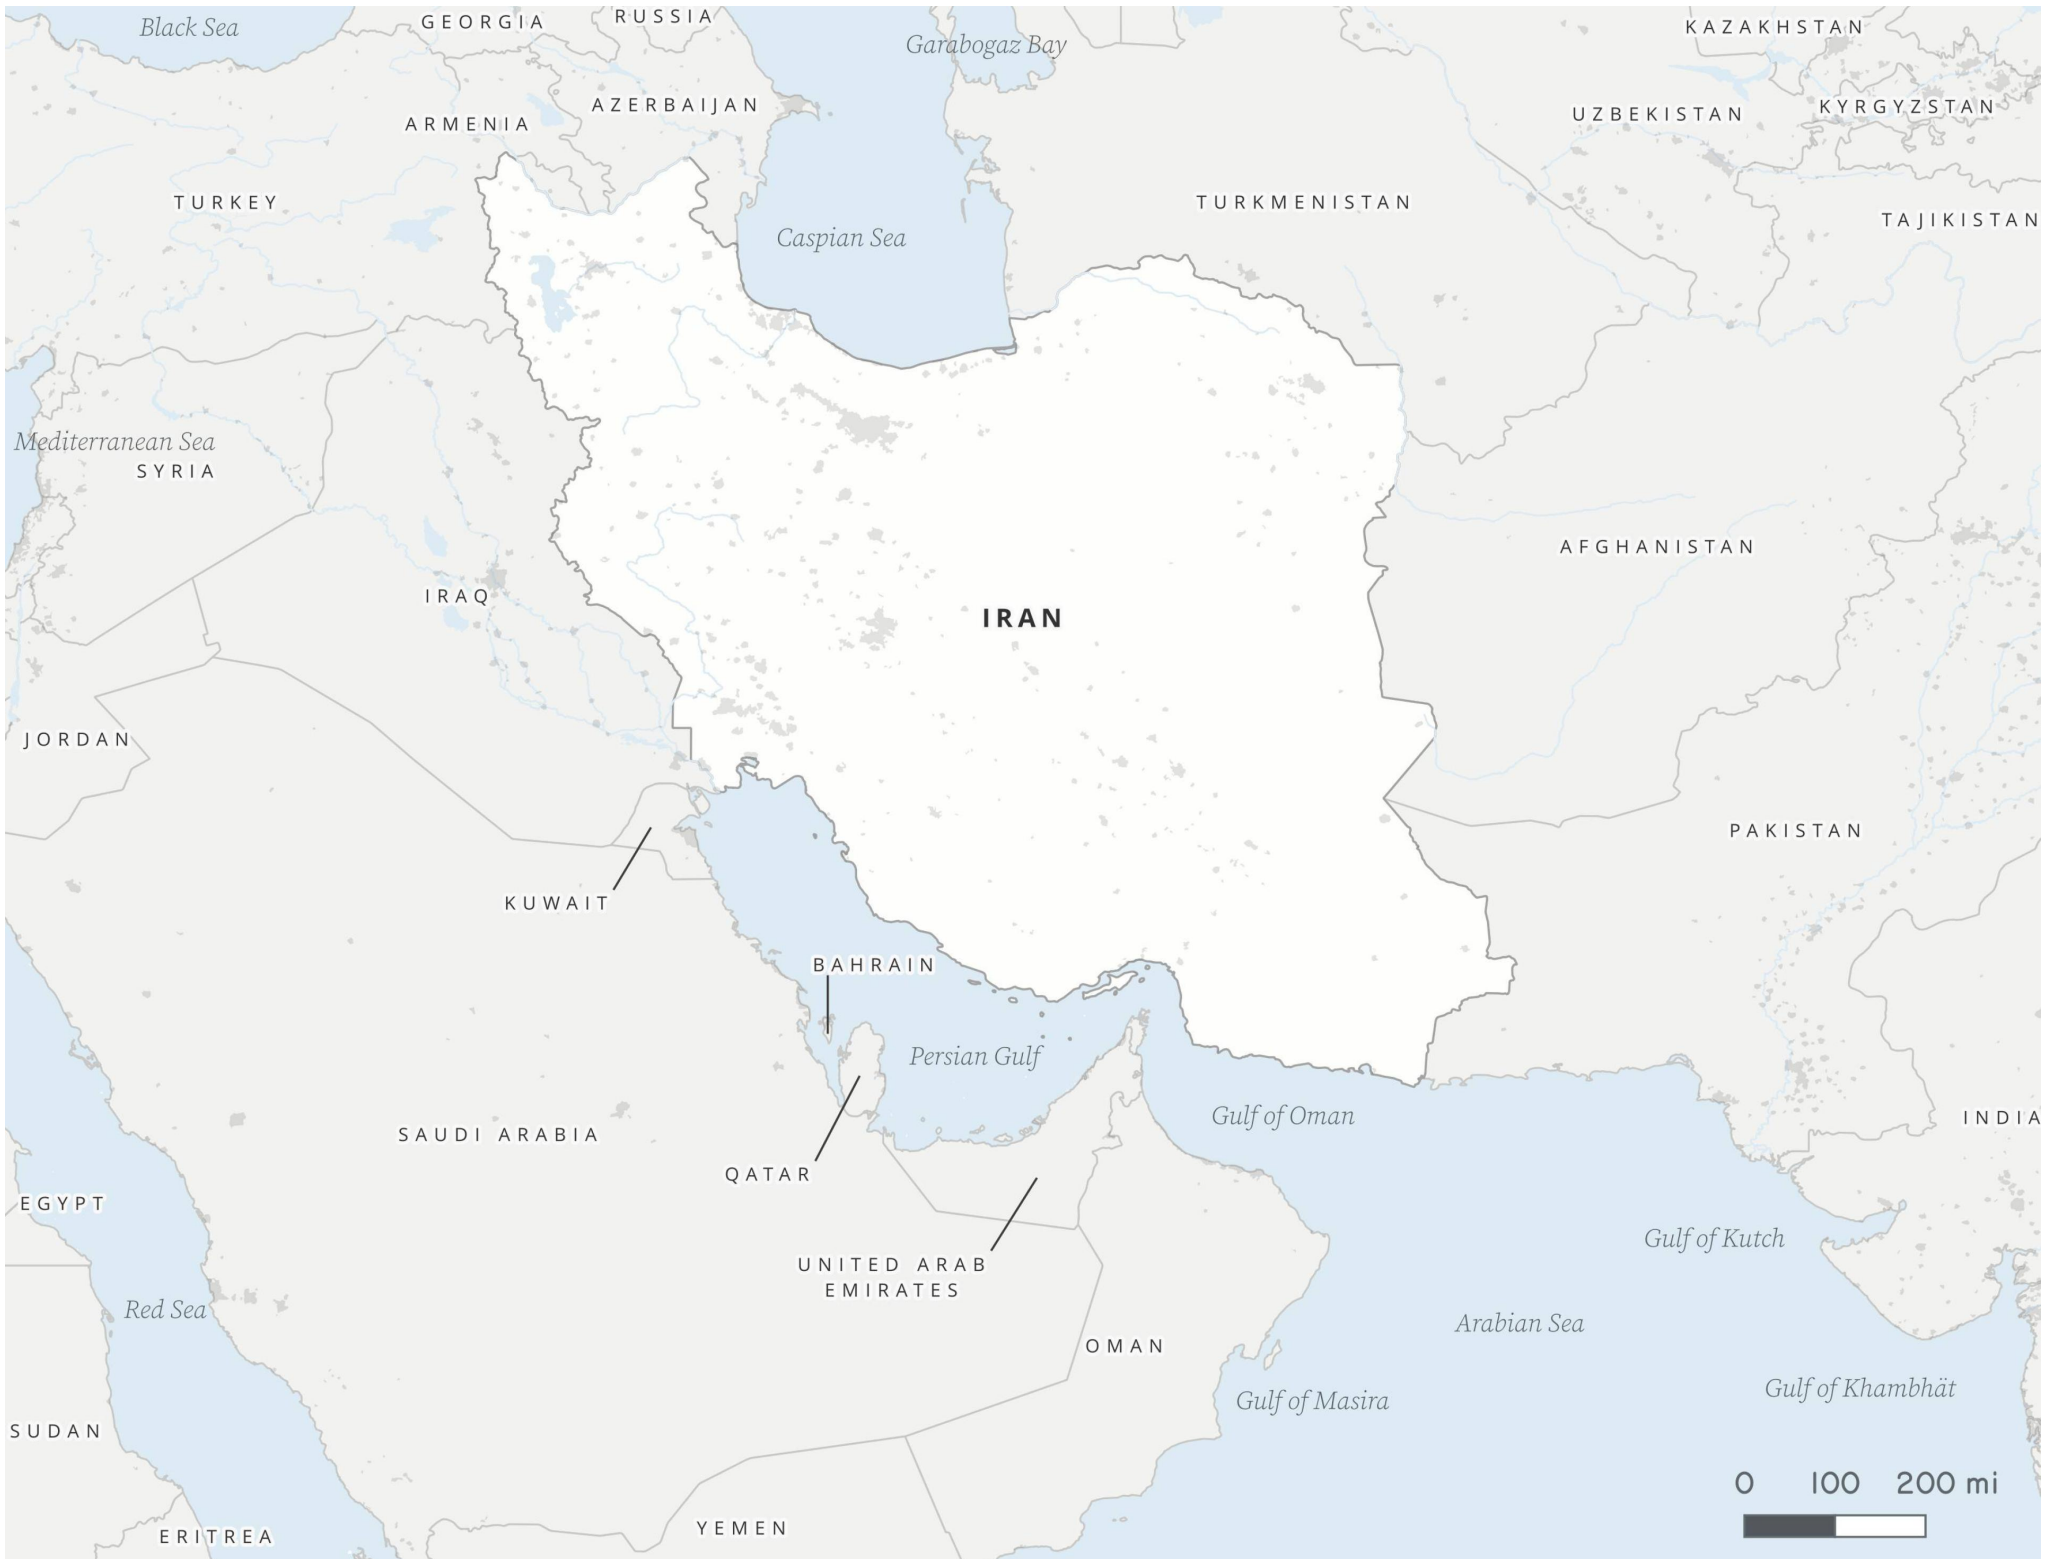 Black Sea
GEORGIA
RUSSIA
Garabogaz Bay
KAZAKHSTAN
ARMENIA
AZERBAIJAN
UZBEKISTAN
KYRGYZSTAN
TURKEY
Caspian Sea
TURKMENISTAN
TAJIKISTAN
Mediterranean Sea
SYRIA
IRAQ
IRAN
AFGHANISTAN
JORDAN
KUWAIT
PAKISTAN
BAHRAIN
Persian Gulf
SAUDI ARABIA
QATAR
Gulf of Oman
INDIA
EGYPT
UNITED ARAB
EMIRATES
Gulf of Kutch
Red Sea
OMAN
Arabian Sea
Gulf of Masira
Gulf of Khambhät
SUDAN
ERITREA
YEMEN
0 100 200 mi